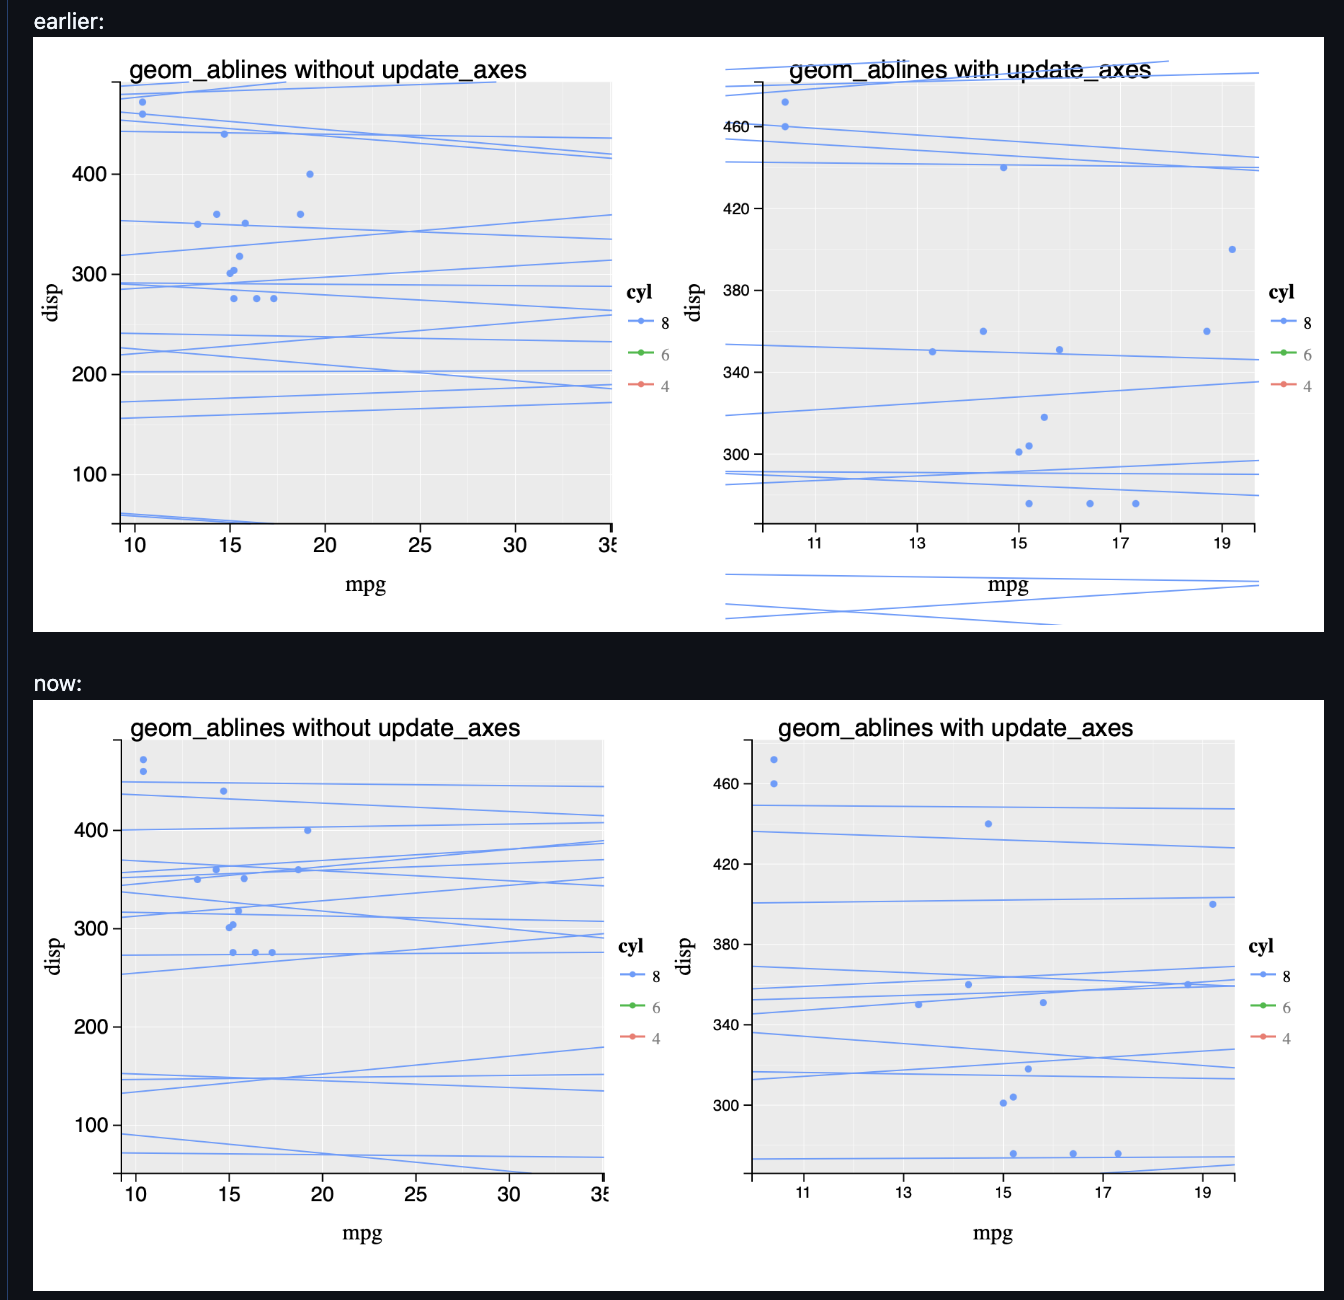 earlier:
geom_ablines without update_axes
400
300
200
100
disp
10 15 20 25 30 35
mpg
cyl
8
6
4
geom_ablines with update_axes
460
420
380
340
300
disp
11 13 15 17 19
mpg
cyl
8
6
4
now:
geom_ablines without update_axes
400
300
200
100
disp
10 15 20 25 30 35
mpg
cyl
8
6
4
geom_ablines with update_axes
460
420
380
340
300
disp
11 13 15 17 19
mpg
cyl
8
6
4